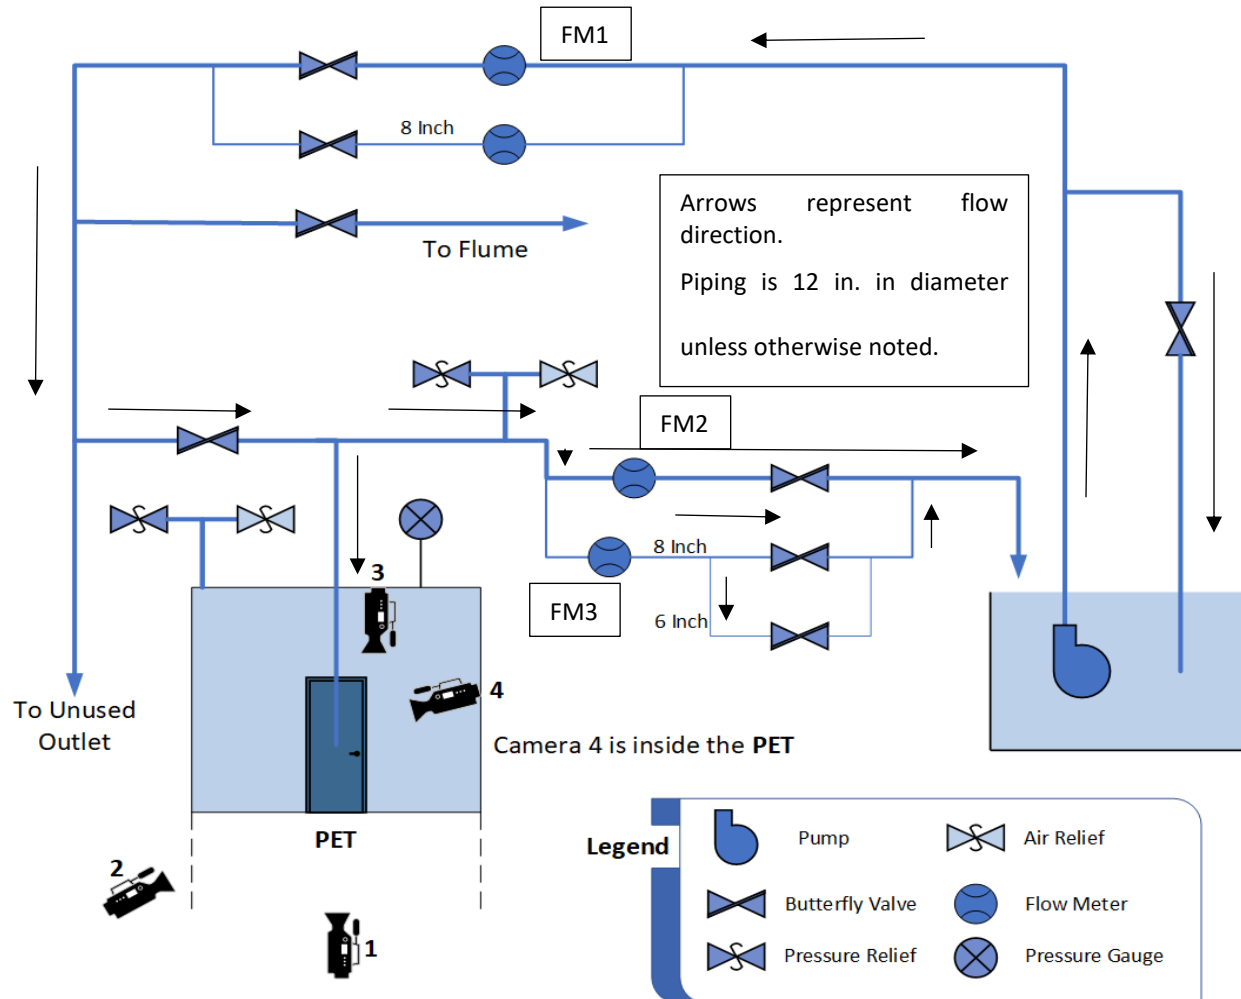 FM1
8 Inch
Arrows represent flow
direction.
Piping is 12 in. in diameter
unless otherwise noted.
To Flume
FM2
3
8 Inch
FM3
6 Inch
4
To Unused
Outlet
Camera 4 is inside the PET
PET
2
1
Legend
Pump
Air Relief
Butterfly Valve
Flow Meter
Pressure Relief
Pressure Gauge